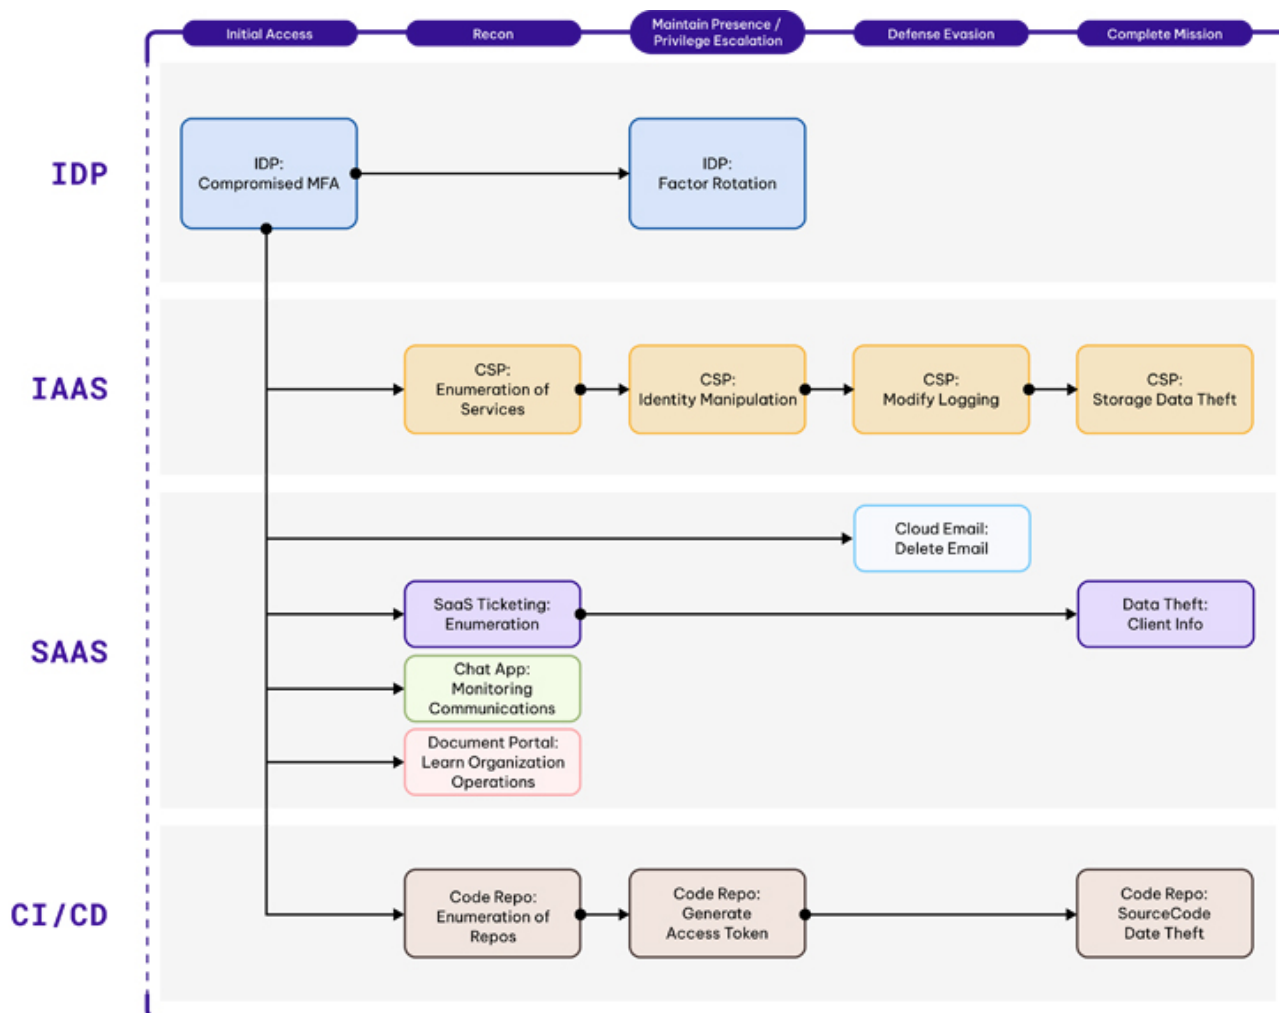 Initial Access
Recon
Maintain Presence /
Privilege Escalation
Defense Evasion
Complete Mission
IDP
IDP:
Compromised MFA
IDP:
Factor Rotation
IAAS
CSP:
Enumeration of
Services
CSP:
Identity Manipulation
CSP:
Modify Logging
CSP:
Storage Data Theft
SAAS
Cloud Email:
Delete Email
SaaS Ticketing:
Enumeration
Data Theft:
Client Info
Chat App:
Monitoring
Communications
Document Portal:
Learn Organization
Operations
CI/CD
Code Repo:
Enumeration of
Repos
Code Repo:
Generate
Access Token
Code Repo:
SourceCode
Date Theft